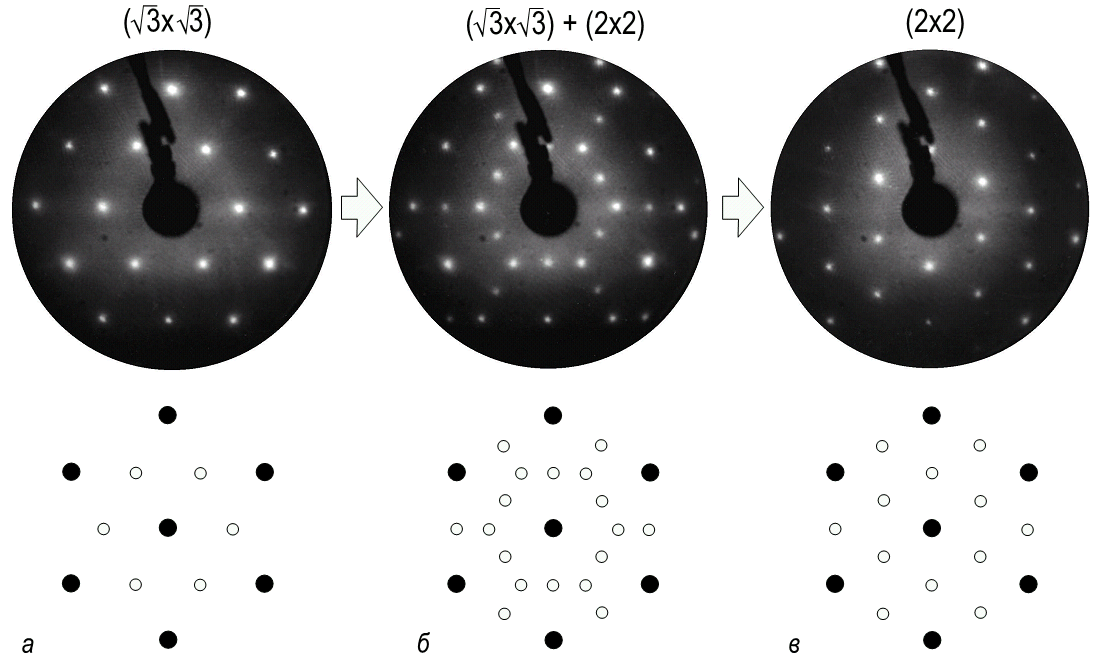 (√3x√3)
(√3x√3) + (2x2)
(2x2)
а
б
в